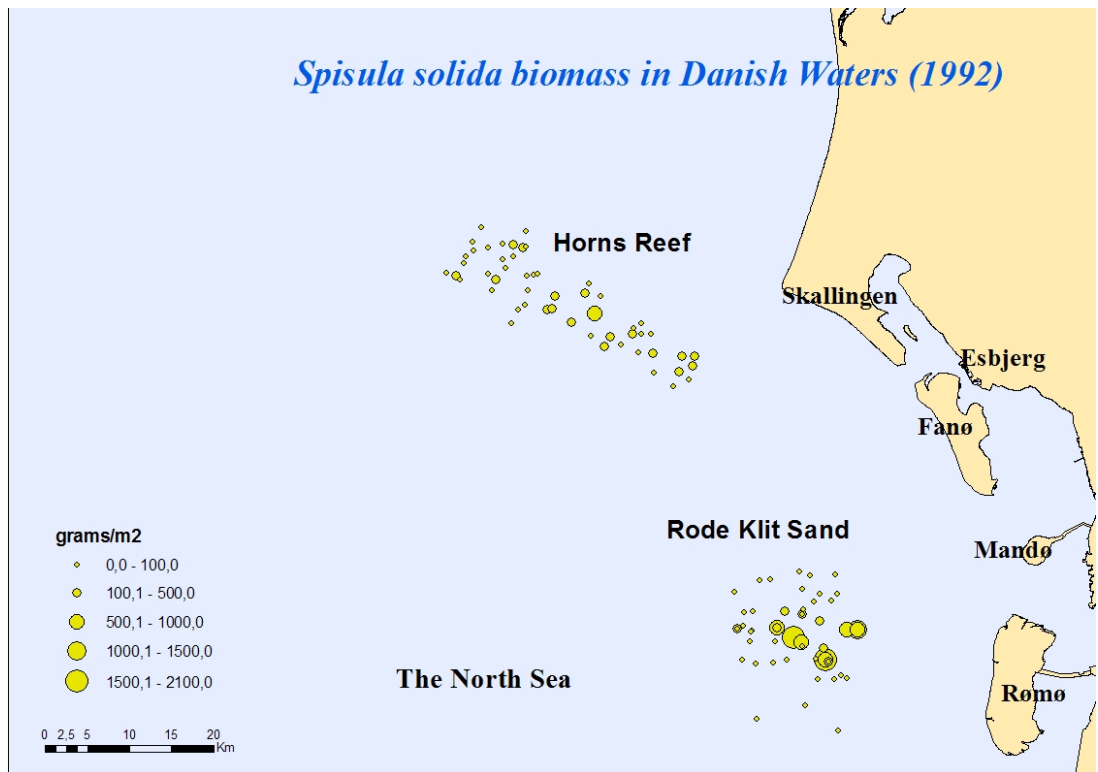 Spisula solida biomass in Danish Waters (1992)
Horns Reef
Skallingen
Esbjerg
Fanø
Rode Klit Sand
Mandø
grams/m2
0,0 - 100,0
100,1 - 500,0
500,1 - 1000,0
1000,1 - 1500,0
1500,1 - 2100,0
The North Sea
Rømø
0 2,5 5 10 15 20
Km